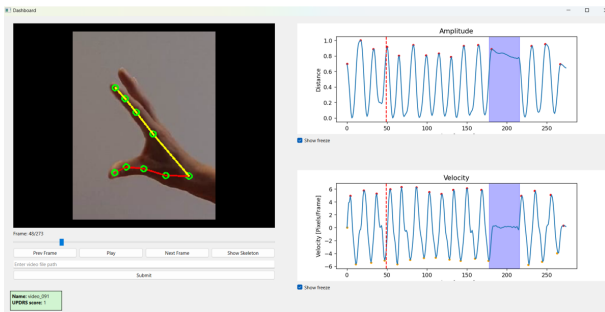 Dashboard
Amplitude
Distance
1.0
0.8
0.6
0.4
0.2
0.0
0 50 100 150 200 250
Show freeze
Velocity
Velocity [Pixels/frame]
6
4
2
0
−2
−4
−6
0 50 100 150 200 250
Show freeze
Frame: 48/273
Prev Frame Play Next Frame Show Skeleton
Enter video file path
Submit
Name: video_091
UPDRS score: 1